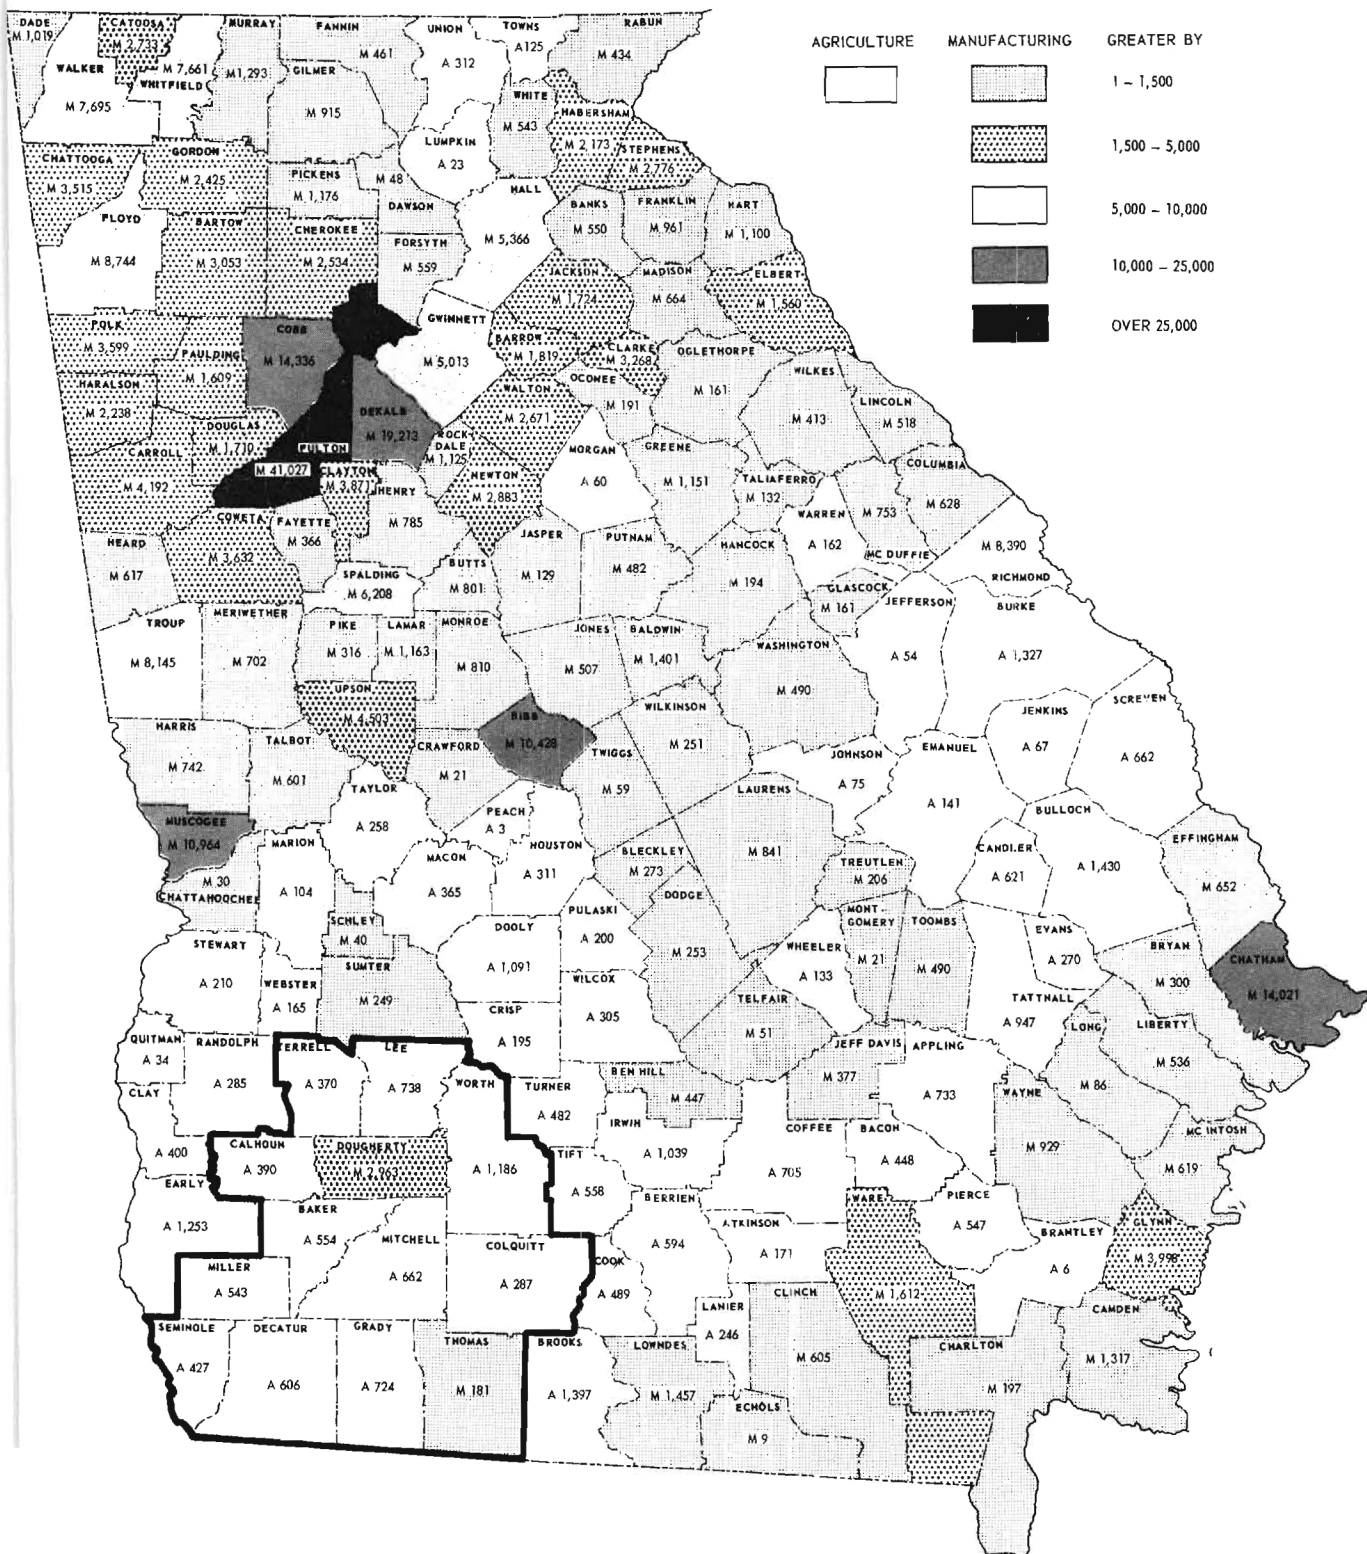 AGRICULTURE MANUFACTURING GREATER BY
1 – 1,500
1,500 – 5,000
5,000 – 10,000
10,000 – 25,000
OVER 25,000
DADE
M 1,019
CATOOSA
M 2,733
WALKER
M 7,695
M 7,661
WHITFIELD
MURRAY
M 1,293
FANNIN
M 461
GILMER
M 915
UNION
A 312
TOWNS
A 125
RABUN
M 434
WHITE
M 543
HABERSHAM
M 2,173
STEPHENS
M 2,776
LUMPKIN
A 23
CHATTOOGA
M 3,515
GORDON
M 2,425
PICKENS
M 1,176
M 48
DAWSON
HALL
M 5,366
BANKS
M 550
FRANKLIN
M 961
HART
M 1,100
FLOYD
M 8,744
BARTOW
M 3,053
CHEROKEE
M 2,534
FORSYTH
M 559
JACKSON
M 1,724
MADISON
M 664
ELBERT
M 1,560
POLK
M 3,599
PAULDING
M 1,609
COBB
M 14,336
GWINNETT
M 5,013
BARROW
M 1,819
CLARKE
M 3,268
OCONEE
M 191
OGLETHORPE
M 161
WILKES
M 413
LINCOLN
M 518
HARALSON
M 2,238
DOUGLAS
M 1,710
CARROLL
M 4,192
FULTON
M 41,027
DEKALB
M 19,213
ROCK
DALE
M 1,125
WALTON
M 2,671
MORGAN
A 60
GREENE
M 1,151
TALIAFERRO
M 132
COLUMBIA
M 628
CLAYTON
M 3,871
HENRY
M 785
NEWTON
M 2,883
WARREN
A 162
M 753
MC DUFFIE
M 8,390
RICHMOND
HEARD
M 617
COWETA
M 3,632
FAYETTE
M 366
SPALDING
M 6,208
BUTTS
M 801
JASPER
M 129
PUTNAM
M 482
HANCOCK
M 194
GLASCOCK
M 161
JEFFERSON
A 54
BURKE
A 1,327
TROUP
M 8,145
MERIWETHER
M 702
PIKE
M 316
LAMAR
M 1,163
MONROE
M 810
JONES
M 507
BALDWIN
M 1,401
WASHINGTON
M 490
UPSON
M 4,503
BIBB
M 10,428
WILKINSON
M 251
JENKINS
A 67
SCREVEN
A 662
HARRIS
M 742
TALBOT
M 601
CRAWFORD
M 21
TWIGGS
M 59
JOHNSON
A 75
EMANUEL
A 141
TAYLOR
A 258
PEACH
A 3
LAURENS
M 841
BULLOCH
A 1,430
MUSCOGEE
M 10,964
MARION
A 104
MACON
A 365
HOUSTON
A 311
BLECKLEY
M 273
TREUTLEN
M 206
CANDLER
A 621
EFFINGHAM
M 652
M 30
CHATTAHOOCHEE
SCHLEY
M 40
DOOLY
A 1,091
PULASKI
A 200
DODGE
M 253
MONT-
GOMERY
M 21
TOOMBS
M 490
EVANS
A 270
BRYAN
M 300
CHATHAM
M 14,021
STEWART
A 210
WEBSTER
A 165
SUMTER
M 249
CRISP
A 195
WILCOX
A 305
WHEELER
A 133
TELFAIR
M 51
TATTNALL
A 947
LONG
M 86
LIBERTY
M 536
QUITMAN
A 34
RANDOLPH
A 285
TERRELL
A 370
LEE
A 738
WORTH
A 1,186
TURNER
A 482
BEN HILL
M 447
JEFF DAVIS
M 377
APPLING
A 733
WAYNE
M 929
MC INTOSH
M 619
CLAY
A 400
CALHOUN
A 390
DOUGHERTY
M 2,963
TIFT
A 558
IRWIH
A 1,039
COFFEE
A 705
BACON
A 448
EARLY
A 1,253
BAKER
A 554
MITCHELL
A 662
COLQUITT
A 287
COOK
A 489
BERRIEN
A 594
ATKINSON
A 171
WARE
M 1,612
PIERCE
A 547
BRANTLEY
A 6
GLYNN
M 3,998
MILLER
A 543
LANIER
A 246
CLINCH
M 605
CHARLTON
M 197
CAMDEN
M 1,317
SEMINOLE
A 427
DECATUR
A 606
GRADY
A 724
THOMAS
M 181
BROOKS
A 1,397
LOWNDES
M 1,457
ECHOLS
M 9